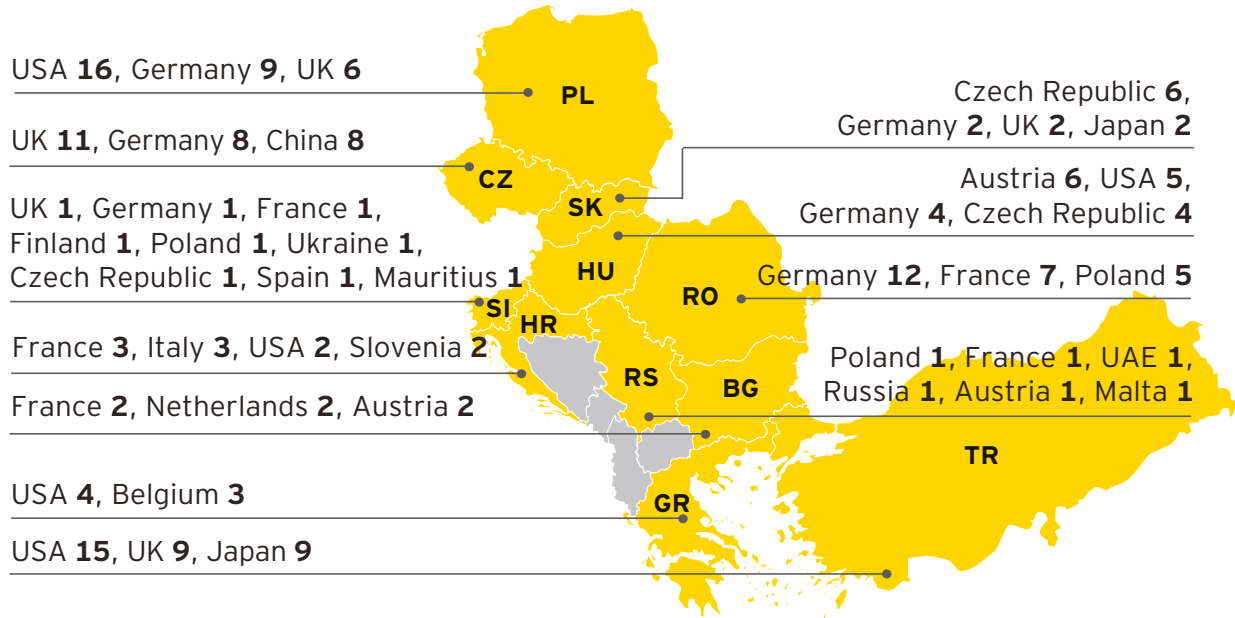 USA 16, Germany 9, UK 6
PL
Czech Republic 6,
Germany 2, UK 2, Japan 2
UK 11, Germany 8, China 8
CZ
SK
Austria 6, USA 5,
Germany 4, Czech Republic 4
UK 1, Germany 1, France 1,
Finland 1, Poland 1, Ukraine 1,
Czech Republic 1, Spain 1, Mauritius 1
HU
Germany 12, France 7, Poland 5
RO
SI
HR
France 3, Italy 3, USA 2, Slovenia 2
RS
BG
Poland 1, France 1, UAE 1,
Russia 1, Austria 1, Malta 1
France 2, Netherlands 2, Austria 2
TR
USA 4, Belgium 3
GR
USA 15, UK 9, Japan 9